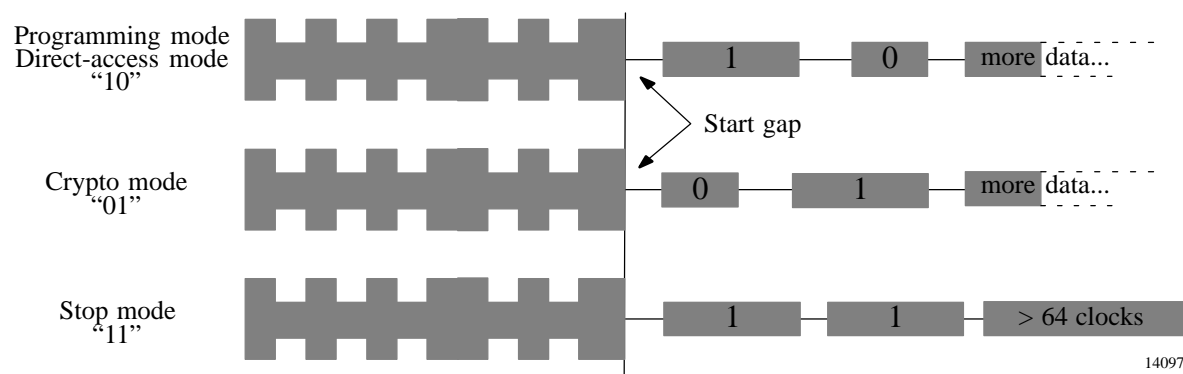 Programming mode
Direct-access mode
“10”
1
0
more data...
Start gap
Crypto mode
“01”
0
1
more data...
Stop mode
“11”
1
1
> 64 clocks
14097